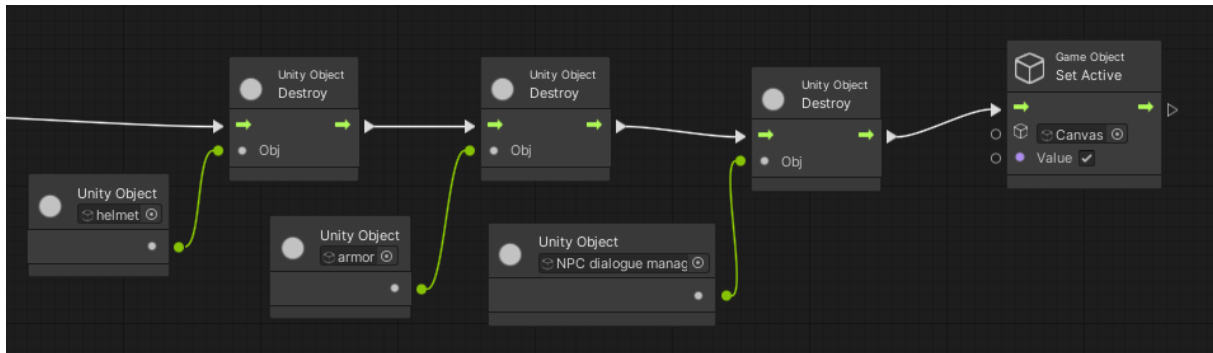 Unity Object
Destroy
Obj
Unity Object
Destroy
Obj
Unity Object
Destroy
Obj
Game Object
Set Active
Canvas
Value
Unity Object
helmet
Unity Object
armor
Unity Object
NPC dialogue manag